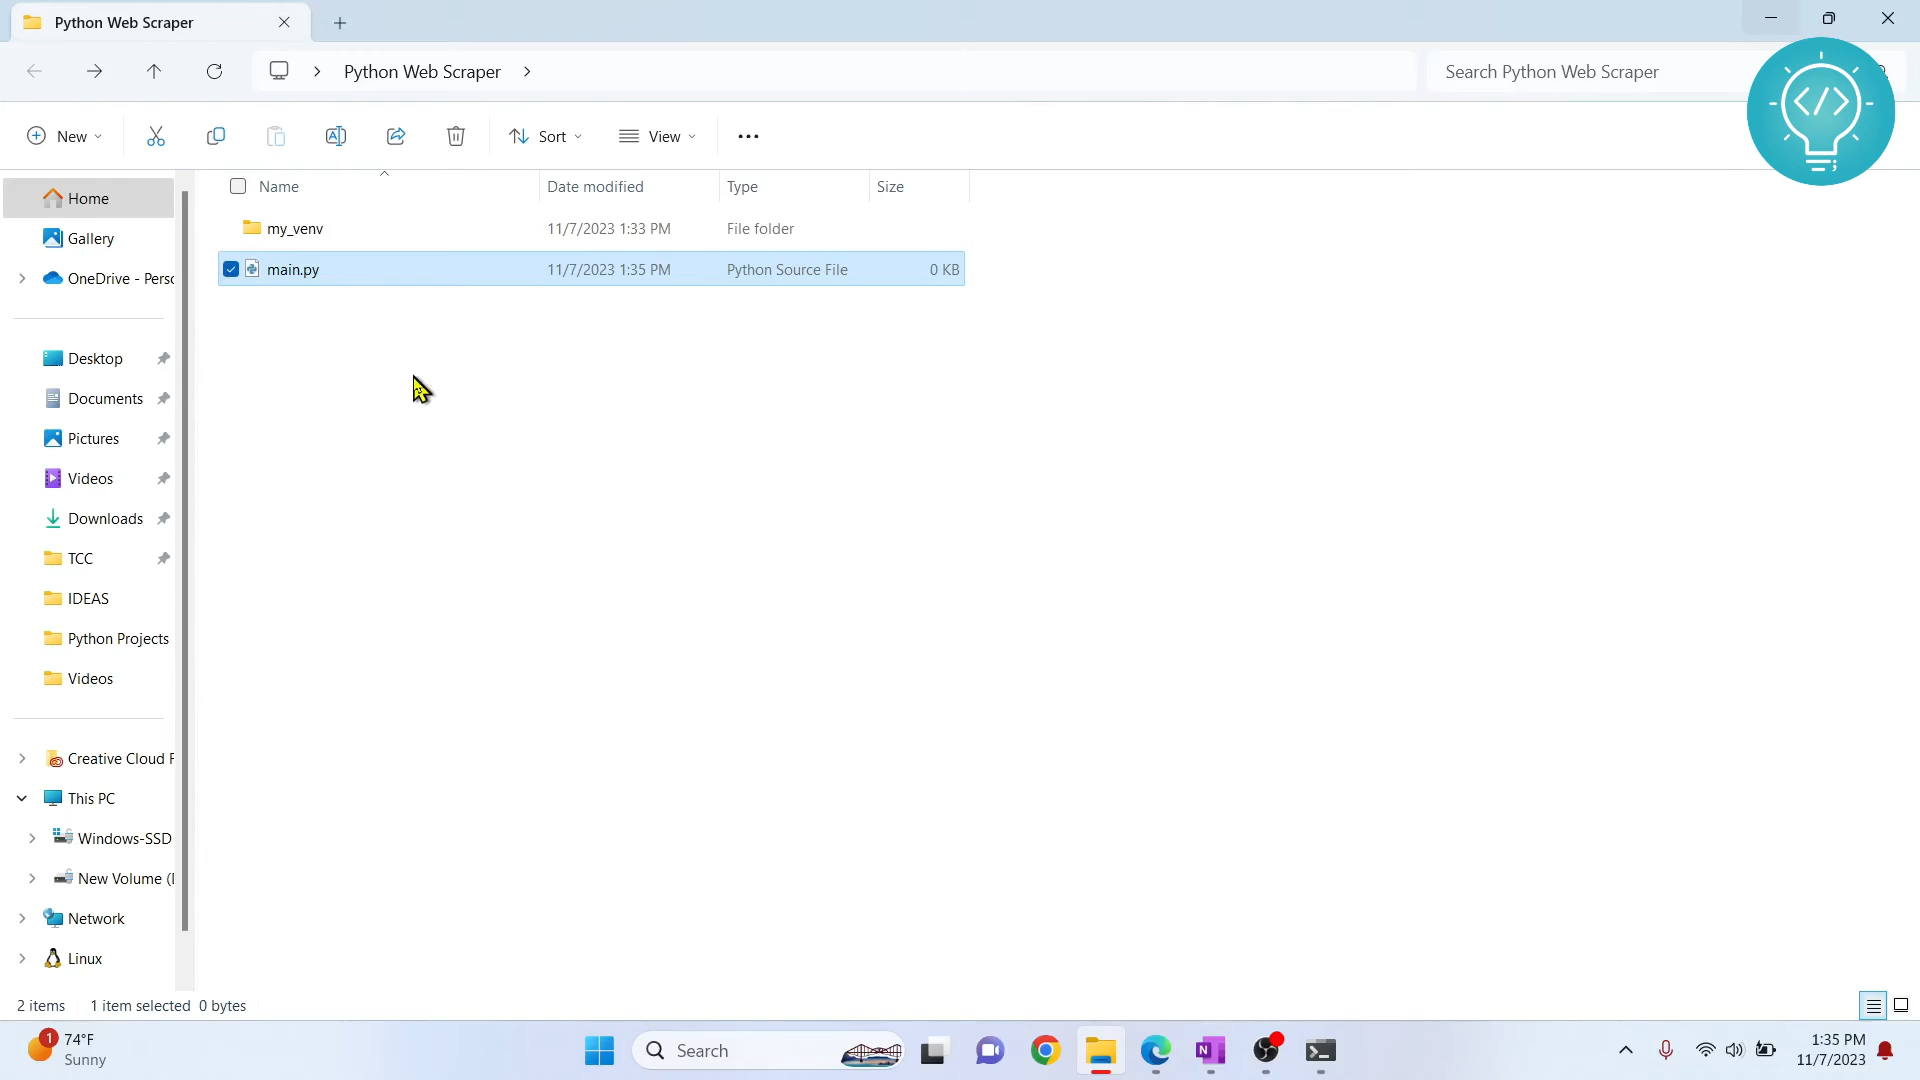 Python Web Scraper
Python Web Scraper
Search Python Web Scraper
</>
;
New
Sort
View
Name
Date modified
Type
Size
Home
my_venv
11/7/2023 1:33 PM
File folder
Gallery
main.py
11/7/2023 1:35 PM
Python Source File
0 KB
OneDrive - Perso
Desktop
Documents
Pictures
Videos
Downloads
TCC
IDEAS
Python Projects
Videos
Creative Cloud F
This PC
Windows-SSD
New Volume (
Network
Linux
2 items
1 item selected 0 bytes
1
74°F
Sunny
Search
N
1:35 PM
11/7/2023